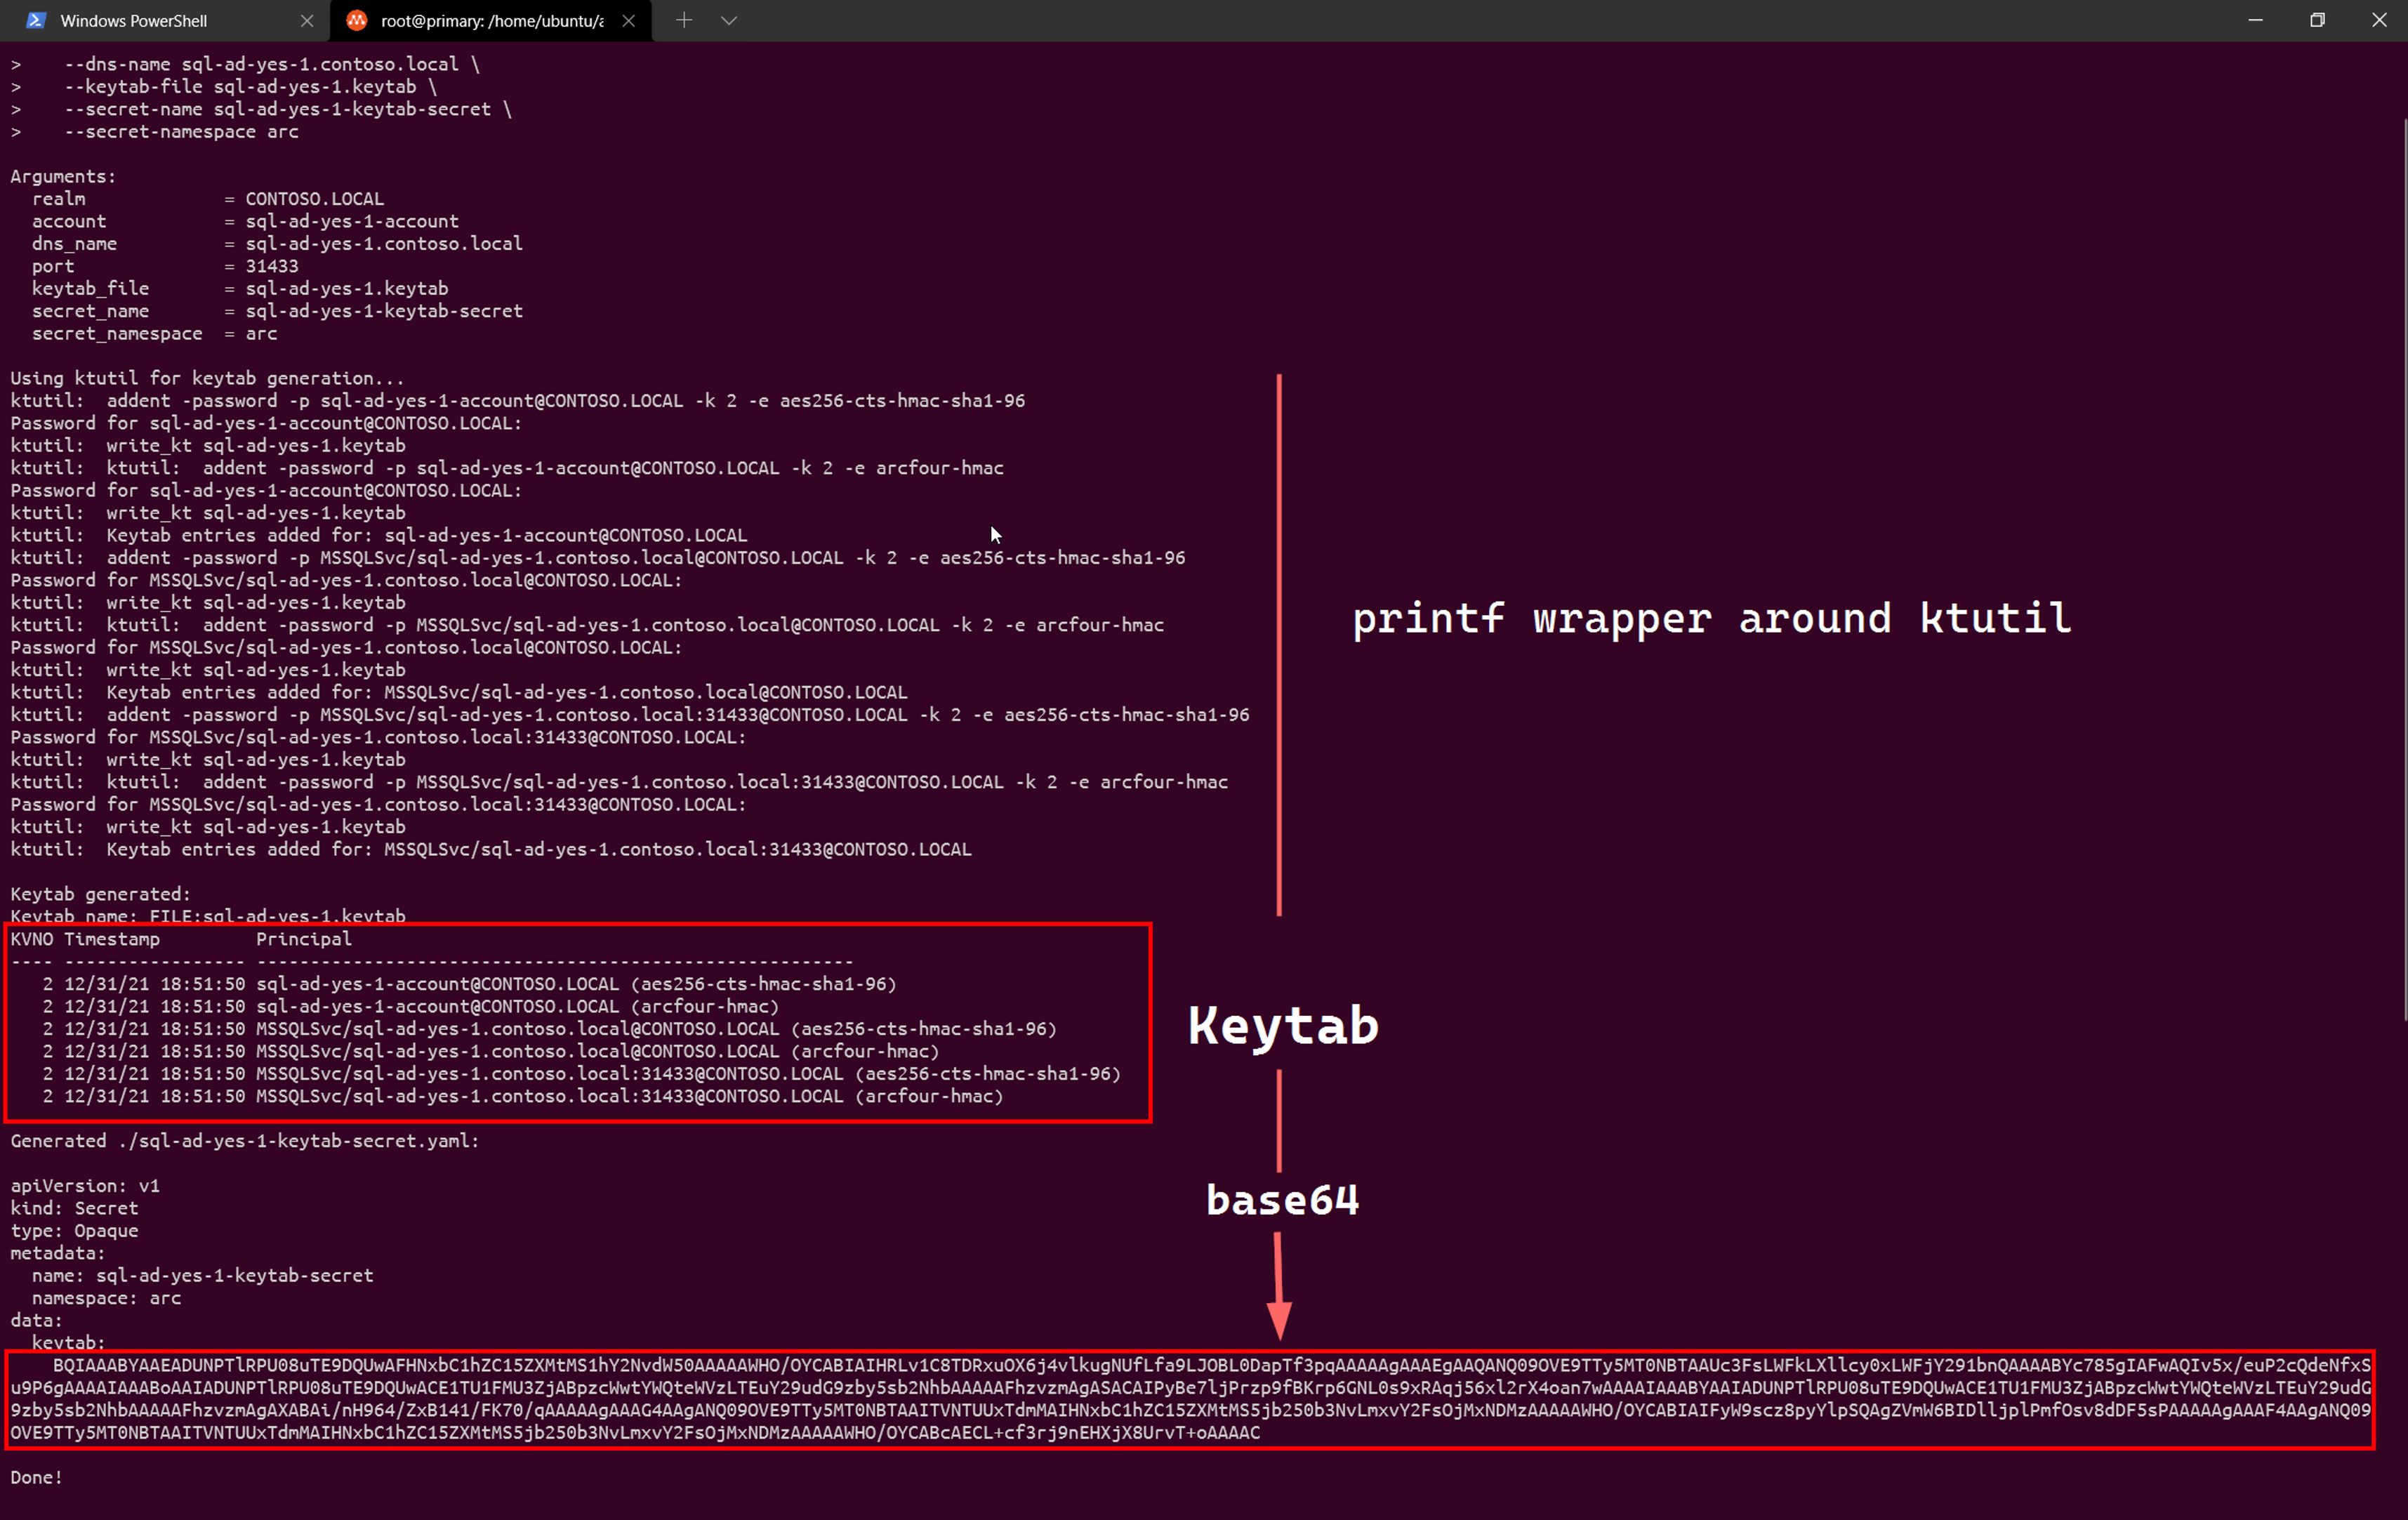 Windows PowerShell
root@primary: /home/ubuntu/a
>    --dns-name sql-ad-yes-1.contoso.local \
>    --keytab-file sql-ad-yes-1.keytab \
>    --secret-name sql-ad-yes-1-keytab-secret \
>    --secret-namespace arc
Arguments:
  realm             = CONTOSO.LOCAL
  account           = sql-ad-yes-1-account
  dns_name          = sql-ad-yes-1.contoso.local
  port              = 31433
  keytab_file       = sql-ad-yes-1.keytab
  secret_name       = sql-ad-yes-1-keytab-secret
  secret_namespace  = arc
Using ktutil for keytab generation...
ktutil:  addent -password -p sql-ad-yes-1-account@CONTOSO.LOCAL -k 2 -e aes256-cts-hmac-sha1-96
Password for sql-ad-yes-1-account@CONTOSO.LOCAL:
ktutil:  write_kt sql-ad-yes-1.keytab
ktutil:  ktutil:  addent -password -p sql-ad-yes-1-account@CONTOSO.LOCAL -k 2 -e arcfour-hmac
Password for sql-ad-yes-1-account@CONTOSO.LOCAL:
ktutil:  write_kt sql-ad-yes-1.keytab
ktutil:  Keytab entries added for: sql-ad-yes-1-account@CONTOSO.LOCAL
ktutil:  addent -password -p MSSQLSvc/sql-ad-yes-1.contoso.local@CONTOSO.LOCAL -k 2 -e aes256-cts-hmac-sha1-96
Password for MSSQLSvc/sql-ad-yes-1.contoso.local@CONTOSO.LOCAL:
ktutil:  write_kt sql-ad-yes-1.keytab
ktutil:  ktutil:  addent -password -p MSSQLSvc/sql-ad-yes-1.contoso.local@CONTOSO.LOCAL -k 2 -e arcfour-hmac
Password for MSSQLSvc/sql-ad-yes-1.contoso.local@CONTOSO.LOCAL:
ktutil:  write_kt sql-ad-yes-1.keytab
ktutil:  Keytab entries added for: MSSQLSvc/sql-ad-yes-1.contoso.local@CONTOSO.LOCAL
ktutil:  addent -password -p MSSQLSvc/sql-ad-yes-1.contoso.local:31433@CONTOSO.LOCAL -k 2 -e aes256-cts-hmac-sha1-96
Password for MSSQLSvc/sql-ad-yes-1.contoso.local:31433@CONTOSO.LOCAL:
ktutil:  write_kt sql-ad-yes-1.keytab
ktutil:  ktutil:  addent -password -p MSSQLSvc/sql-ad-yes-1.contoso.local:31433@CONTOSO.LOCAL -k 2 -e arcfour-hmac
Password for MSSQLSvc/sql-ad-yes-1.contoso.local:31433@CONTOSO.LOCAL:
ktutil:  write_kt sql-ad-yes-1.keytab
ktutil:  Keytab entries added for: MSSQLSvc/sql-ad-yes-1.contoso.local:31433@CONTOSO.LOCAL
printf wrapper around ktutil
Keytab generated:
Keytab name: FILE:sql-ad-yes-1.keytab
KVNO Timestamp         Principal
---- ----------------- --------------------------------------------------------
   2 12/31/21 18:51:50 sql-ad-yes-1-account@CONTOSO.LOCAL (aes256-cts-hmac-sha1-96)
   2 12/31/21 18:51:50 sql-ad-yes-1-account@CONTOSO.LOCAL (arcfour-hmac)
   2 12/31/21 18:51:50 MSSQLSvc/sql-ad-yes-1.contoso.local@CONTOSO.LOCAL (aes256-cts-hmac-sha1-96)
   2 12/31/21 18:51:50 MSSQLSvc/sql-ad-yes-1.contoso.local@CONTOSO.LOCAL (arcfour-hmac)
   2 12/31/21 18:51:50 MSSQLSvc/sql-ad-yes-1.contoso.local:31433@CONTOSO.LOCAL (aes256-cts-hmac-sha1-96)
   2 12/31/21 18:51:50 MSSQLSvc/sql-ad-yes-1.contoso.local:31433@CONTOSO.LOCAL (arcfour-hmac)
Keytab
Generated ./sql-ad-yes-1-keytab-secret.yaml:
base64
apiVersion: v1
kind: Secret
type: Opaque
metadata:
  name: sql-ad-yes-1-keytab-secret
  namespace: arc
data:
  keytab:
    BQIAAABYAAEADUNPTlRPU08uTE9DQUwAFHNxbC1hZC15ZXMtMS1hY2NvdW50AAAAAWHO/OYCABIAIHRLv1C8TDRxuOX6j4vlkugNUfLfa9LJOBL0DapTf3pqAAAAAgAAAEgAAQANQ09OVE9TTy5MT0NBTAAUc3FsLWFkLXllcy0xLWFjY291bnQAAAABYc785gIAFwAQIv5x/euP2cQdeNfxS
u9P6gAAAAIAAABoAAIADUNPTlRPU08uTE9DQUwACE1TU1FMU3ZjABpzcWwtYWQteWVzLTEuY29udG9zby5sb2NhbAAAAAFhzvzmAgASACAIPyBe7ljPrzp9fBKrp6GNL0s9xRAqj56xl2rX4oan7wAAAAIAAABYAAIADUNPTlRPU08uTE9DQUwACE1TU1FMU3ZjABpzcWwtYWQteWVzLTEuY29udG
9zby5sb2NhbAAAAAFhzvzmAgAXABAi/nH964/ZxB141/FK70/qAAAAAgAAAG4AAgANQ09OVE9TTy5MT0NBTAAITVNTUUxTdmMAIHNxbC1hZC15ZXMtMS5jb250b3NvLmxvY2FsOjMxNDMzAAAAAWHO/OYCABIAIFyW9scz8pyYlpSQAgZVmW6BIDlljplPmfOsv8dDF5sPAAAAAgAAAF4AAgANQ09
OVE9TTy5MT0NBTAAITVNTUUxTdmMAIHNxbC1hZC15ZXMtMS5jb250b3NvLmxvY2FsOjMxNDMzAAAAAWHO/OYCABcAECL+cf3rj9nEHXjX8UrvT+oAAAAC
Done!